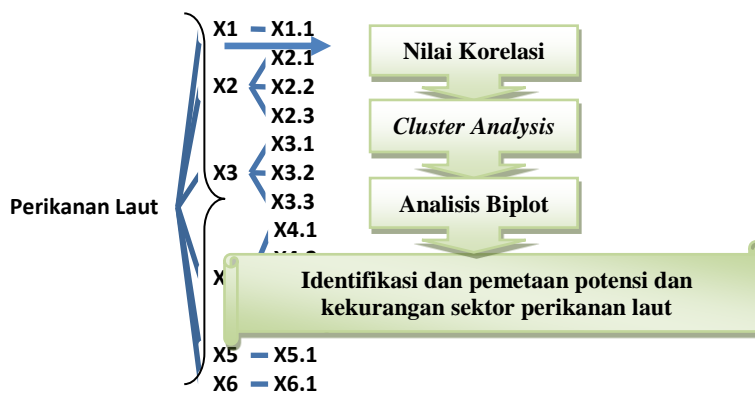 X1 X1.1
X2.1
X2 X2.2
X2.3
X3.1
X3 X3.2
X3.3
Perikanan Laut
X4.1
X5 X5.1
X6 X6.1
Nilai Korelasi
Cluster Analysis
Analisis Biplot
Identifikasi dan pemetaan potensi dan
kekurangan sektor perikanan laut